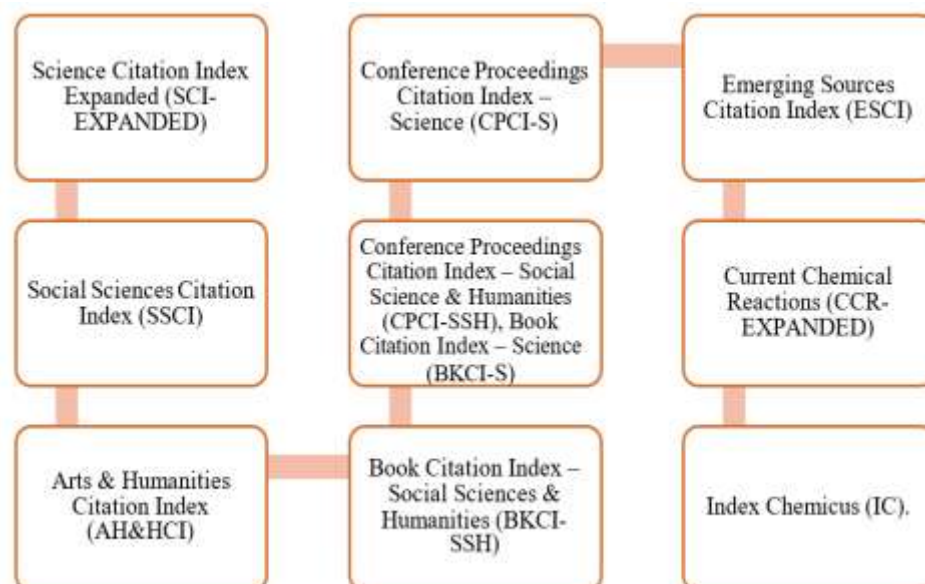 Science Citation Index
Expanded (SCI-
EXPANDED)
Social Sciences Citation
Index (SSCI)
Arts & Humanities
Citation Index
(AH&HCI)
Book Citation Index –
Social Sciences &
Humanities (BKCI-
SSH)
Conference Proceedings
Citation Index – Social
Science & Humanities
(CPCI-SSH), Book
Citation Index – Science
(BKCI-S)
Conference Proceedings
Citation Index –
Science (CPCI-S)
Emerging Sources
Citation Index (ESCI)
Current Chemical
Reactions (CCR-
EXPANDED)
Index Chemicus (IC).